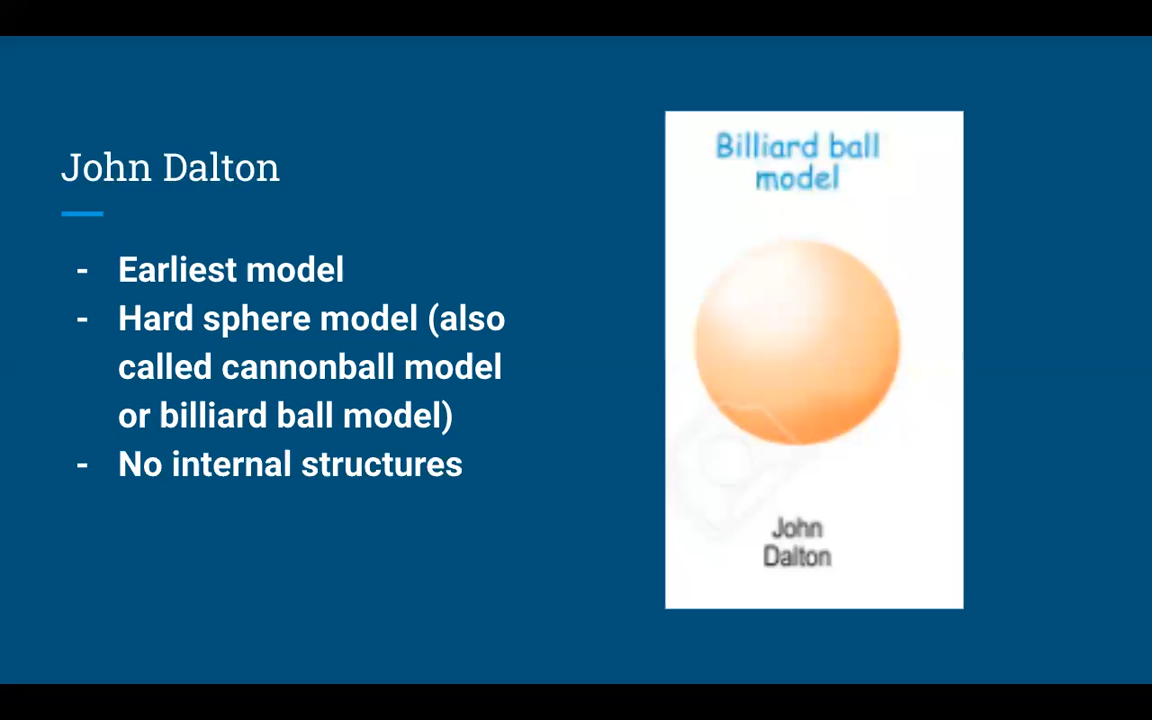 John Dalton
- Earliest model
- Hard sphere model (also
called cannonball model
or billiard ball model)
- No internal structures
Billiard ball
model
John
Dalton